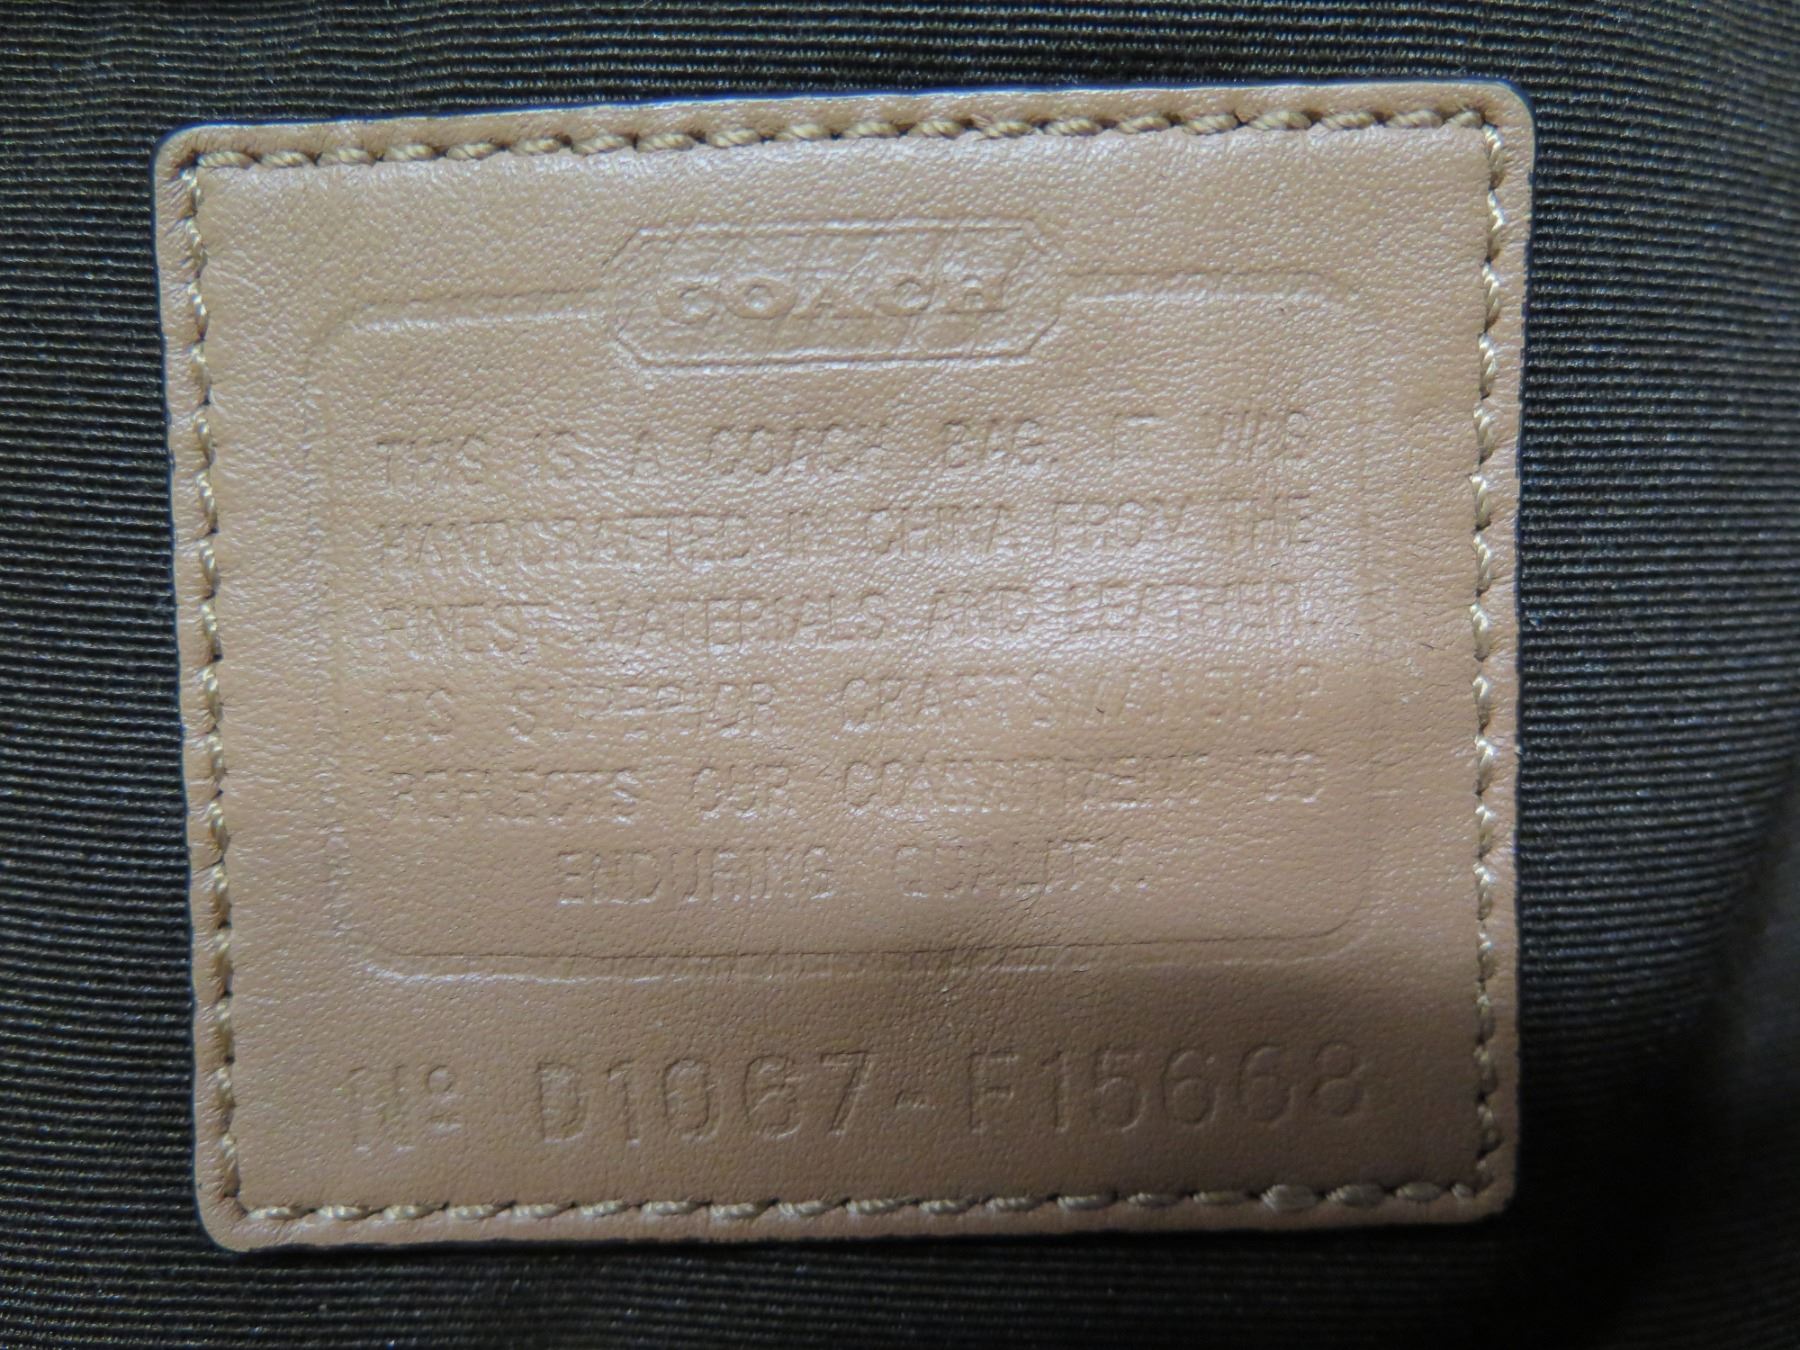 COACH
THIS IS A COACH BAG. IT WAS
HANDCRAFTED IN CHINA FROM THE
FINEST MATERIALS AND LEATHERS.
ITS SUPERIOR CRAFTSMANSHIP
REFLECTS OUR COMMITMENT TO
ENDURING QUALITY.
Nº D1067-F15668